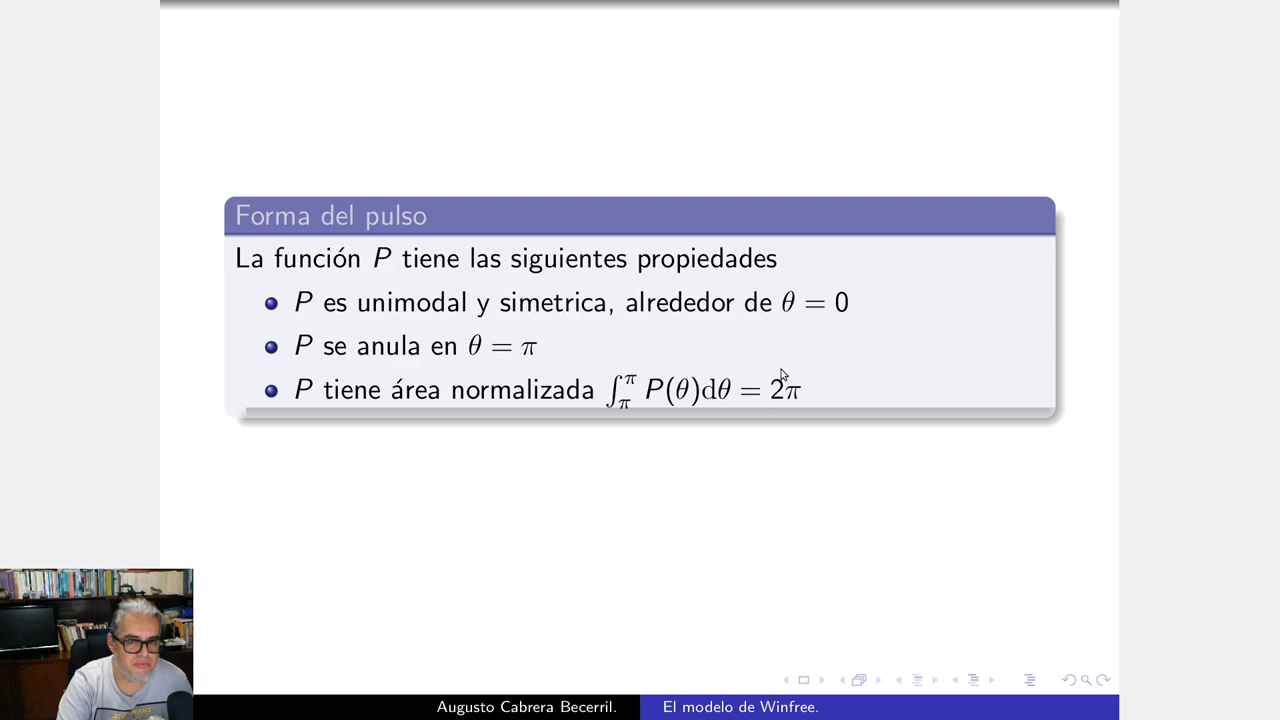 Forma del pulso
La función P tiene las siguientes propiedades
P es unimodal y simetrica, alrededor de θ = 0
P se anula en θ = π
P tiene área normalizada ∫_π^π P(θ)dθ = 2π
Augusto Cabrera Becerril. El modelo de Winfree.